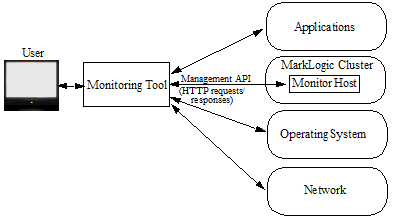 Applications
User
MarkLogic Cluster
Management API
Monitoring Tool
Monitor Host
(HTTP requests/
responses)
Operating System
Network